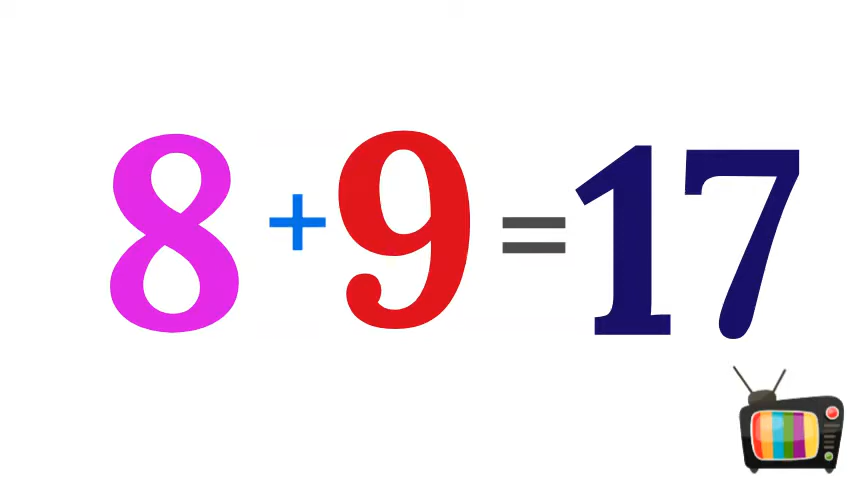 8 + 9 = 17